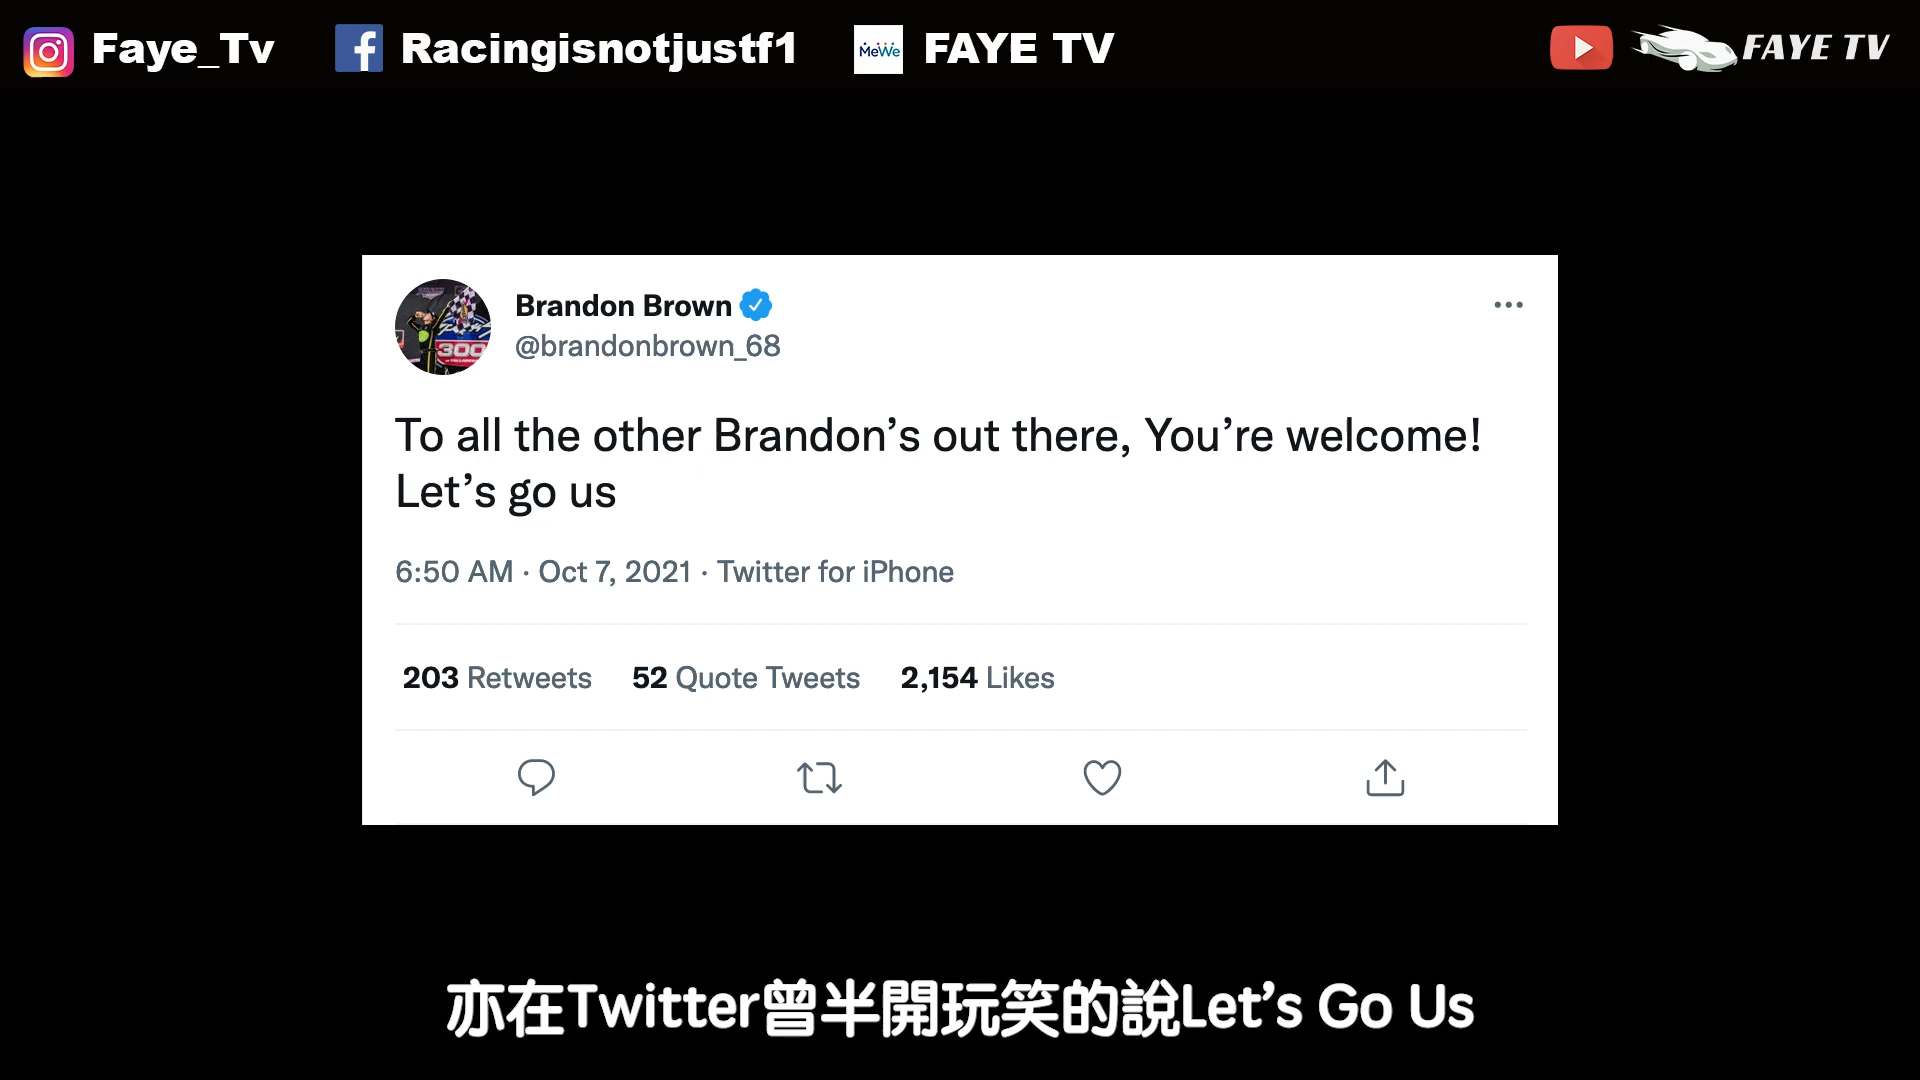 Faye_Tv
Racingisnotjustf1
MeWe
FAYE TV
FAYE TV
Brandon Brown
@brandonbrown_68
300
To all the other Brandon’s out there, You’re welcome!
Let’s go us
6:50 AM · Oct 7, 2021 · Twitter for iPhone
203 Retweets 52 Quote Tweets 2,154 Likes
亦在Twitter曾半開玩笑的說Let’s Go Us